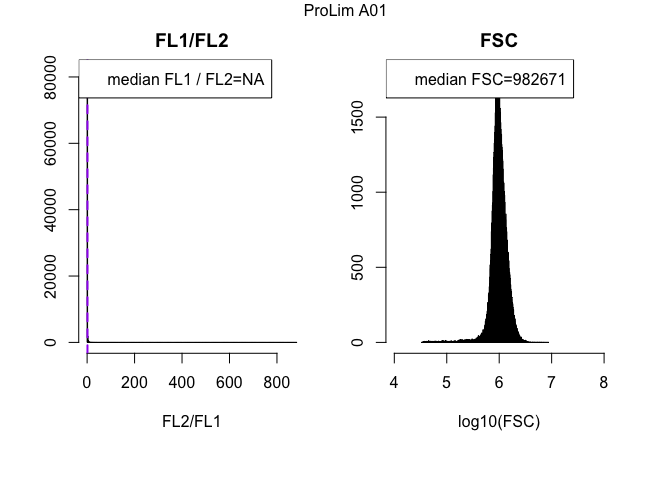 ProLim A01
FL1/FL2
median FL1 / FL2=NA
80000
60000
40000
20000
0
0 200 400 600 800
FL2/FL1
FSC
median FSC=982671
1500
1000
500
0
4 5 6 7 8
log10(FSC)